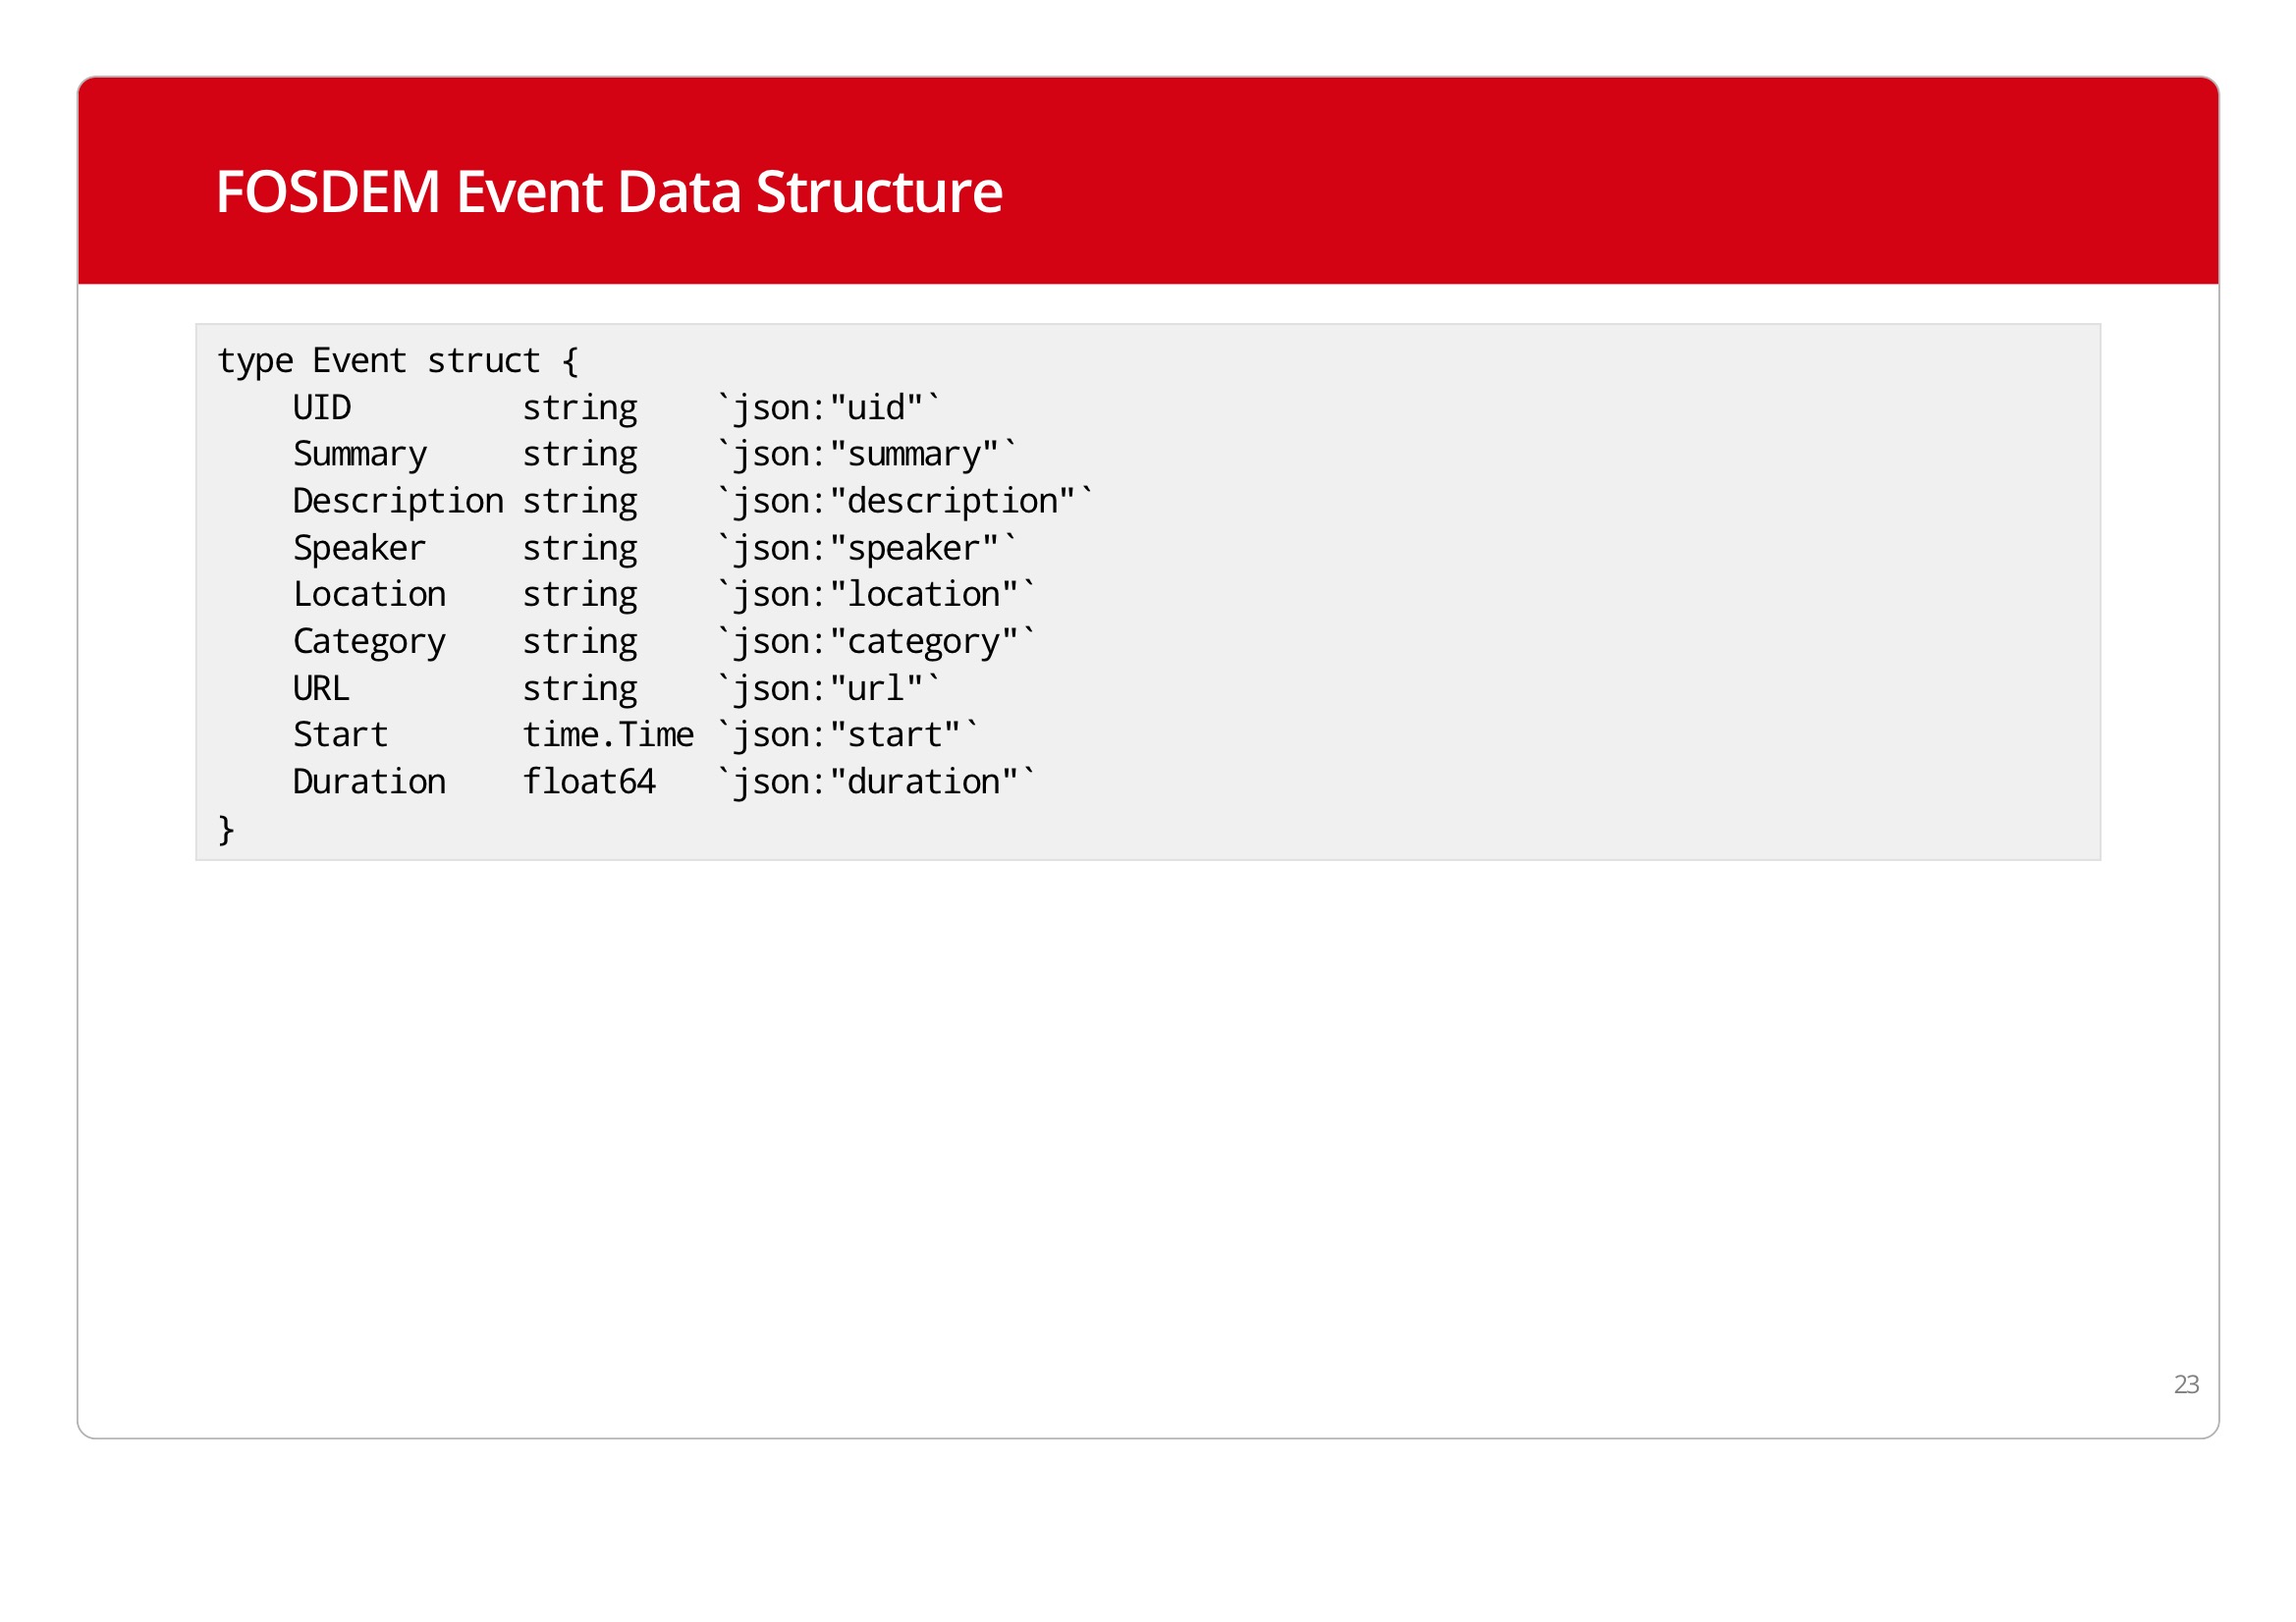 FOSDEM Event Data Structure
type Event struct {
    UID         string    `json:"uid"`
    Summary     string    `json:"summary"`
    Description string    `json:"description"`
    Speaker     string    `json:"speaker"`
    Location    string    `json:"location"`
    Category    string    `json:"category"`
    URL         string    `json:"url"`
    Start       time.Time `json:"start"`
    Duration    float64   `json:"duration"`
}
23